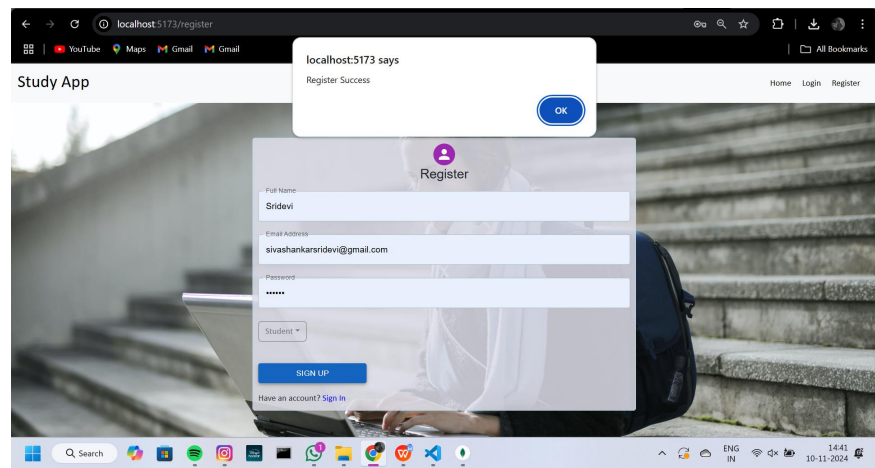 localhost:5173/register
YouTube Maps Gmail Gmail All Bookmarks
localhost:5173 says
Register Success
OK
Study App
Home Login Register
Register
Full Name
Sridevi
Email Address
sivashankarsridevi@gmail.com
Password
••••••
Student
SIGN UP
Have an account? Sign In
Search
ENG
IN
14:41
10-11-2024